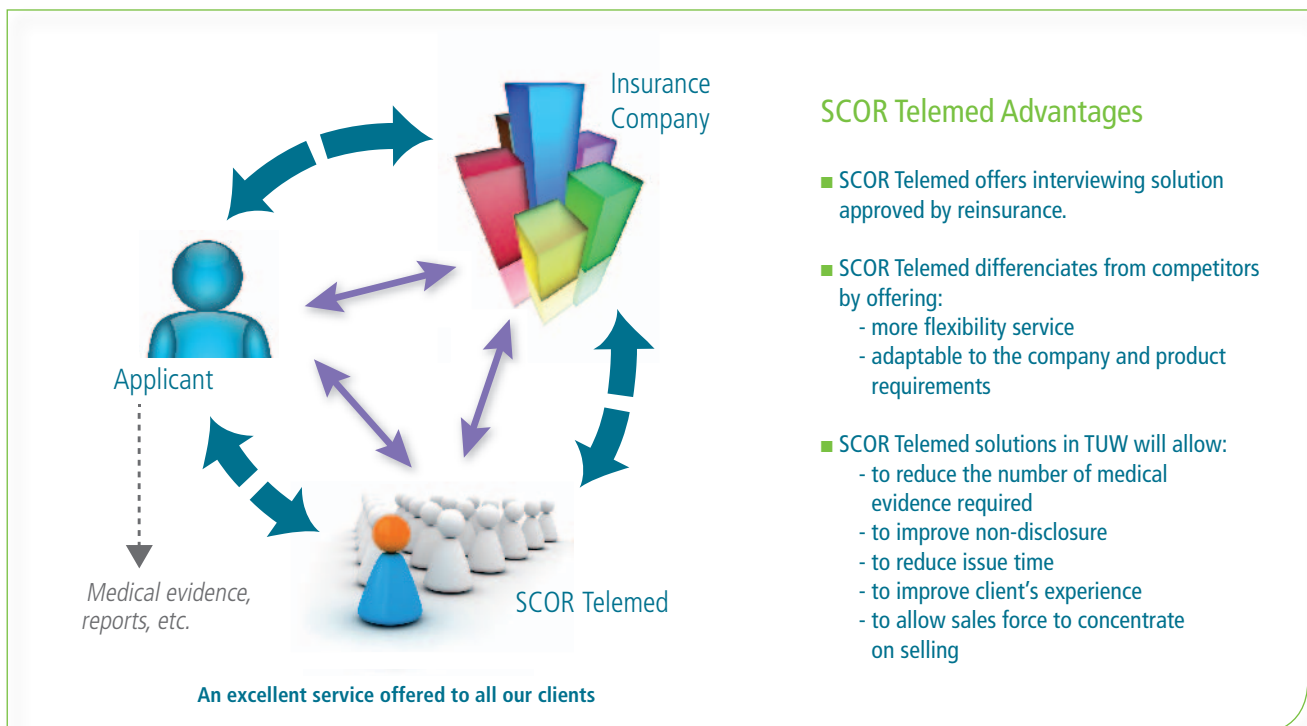 Insurance
Company
Applicant
Medical evidence,
reports, etc.
SCOR Telemed
An excellent service offered to all our clients
SCOR Telemed Advantages
■ SCOR Telemed offers interviewing solution
approved by reinsurance.
■ SCOR Telemed differenciates from competitors
by offering:
- more flexibility service
- adaptable to the company and product
requirements
■ SCOR Telemed solutions in TUW will allow:
- to reduce the number of medical
evidence required
- to improve non-disclosure
- to reduce issue time
- to improve client’s experience
- to allow sales force to concentrate
on selling